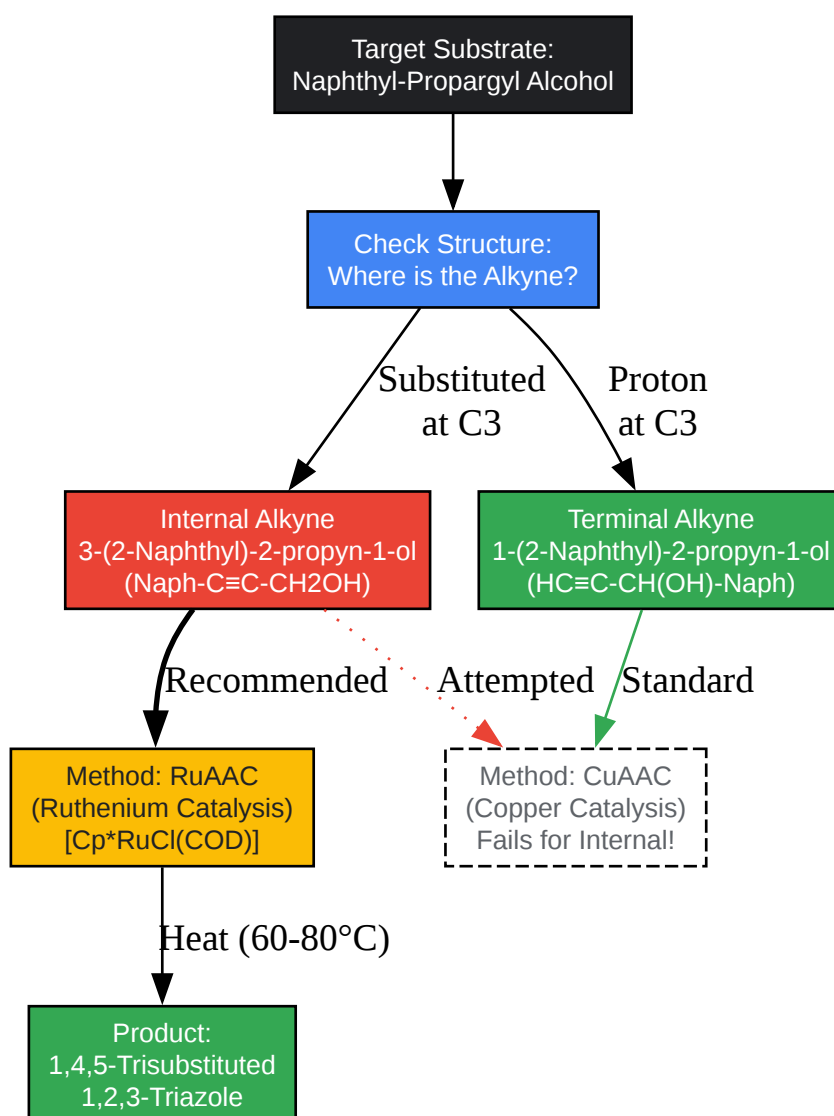 Target Substrate:
Naphthyl-Propargyl Alcohol
Check Structure:
Where is the Alkyne?
Substituted
at C3
Proton
at C3
Internal Alkyne
3-(2-Naphthyl)-2-propyn-1-ol
(Naph-C≡C-CH2OH)
Terminal Alkyne
1-(2-Naphthyl)-2-propyn-1-ol
(HC≡C-CH(OH)-Naph)
Recommended
Attempted
Standard
Method: RuAAC
(Ruthenium Catalysis)
[Cp*RuCl(COD)]
Method: CuAAC
(Copper Catalysis)
Fails for Internal!
Heat (60-80°C)
Product:
1,4,5-Trisubstituted
1,2,3-Triazole